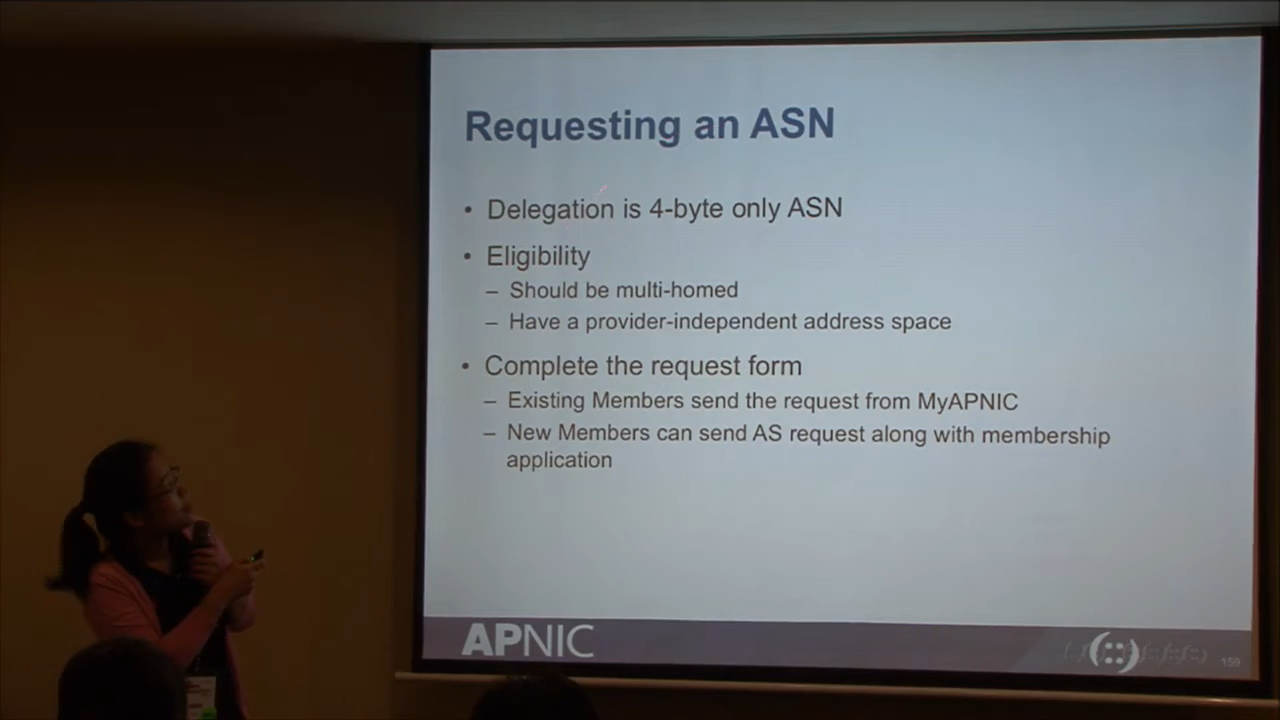 Requesting an ASN
• Delegation is 4-byte only ASN
• Eligibility
– Should be multi-homed
– Have a provider-independent address space
• Complete the request form
– Existing Members send the request from MyAPNIC
– New Members can send AS request along with membership
application
APNIC
159